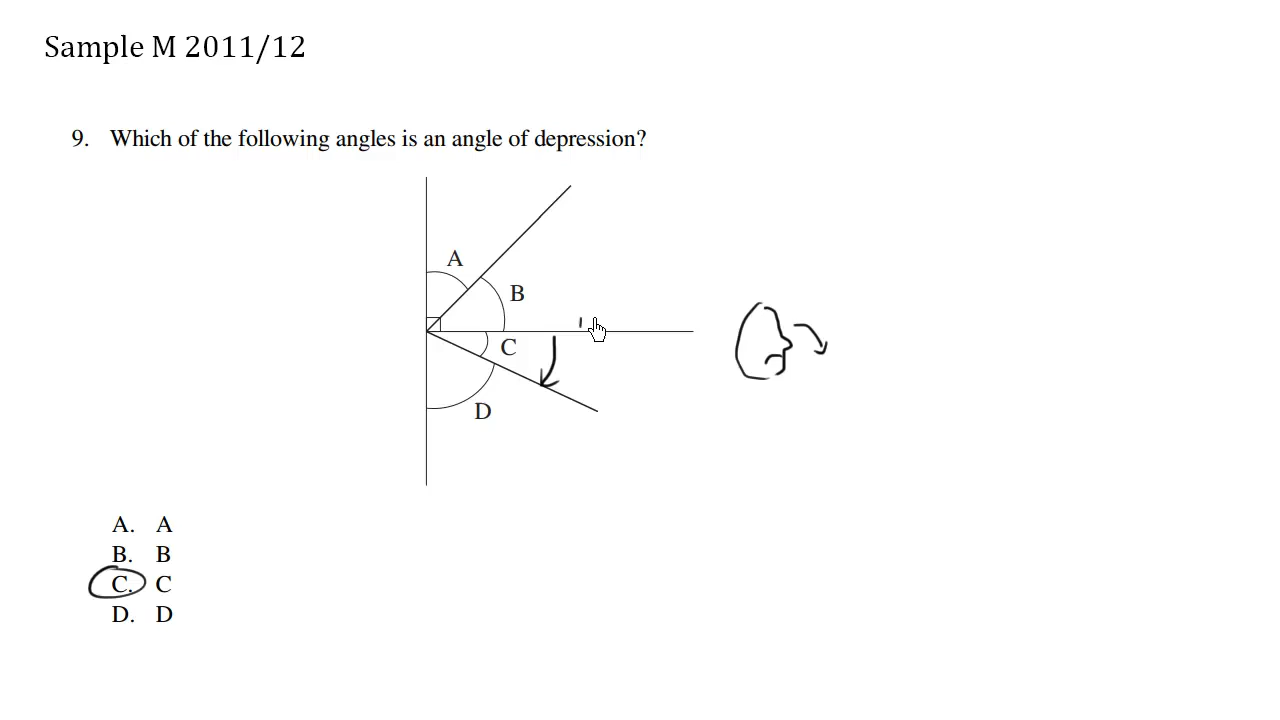 Sample M 2011/12
9. Which of the following angles is an angle of depression?
A
B
C
D
A. A
B. B
C. C
D. D